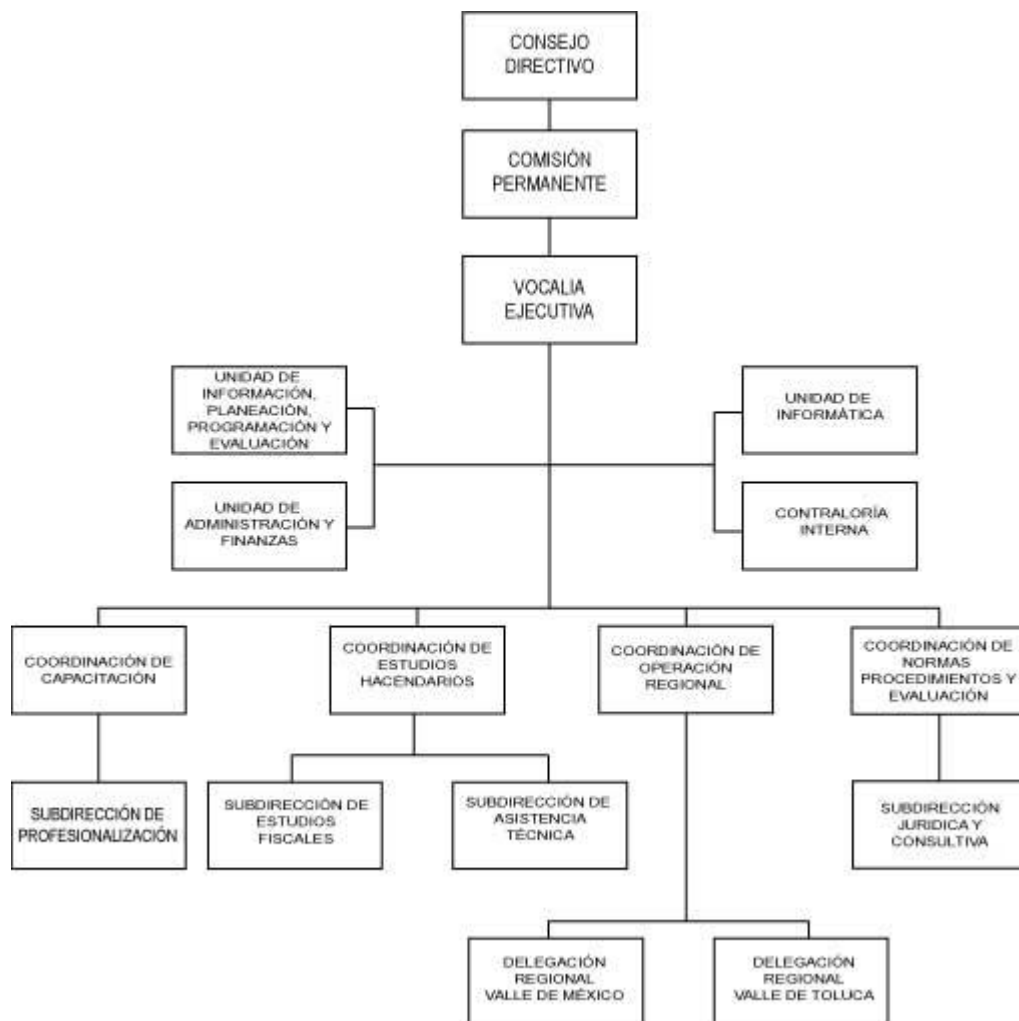 CONSEJO
DIRECTIVO
COMISIÓN
PERMANENTE
VOCALIA
EJECUTIVA
UNIDAD DE
INFORMACIÓN,
PLANEACIÓN,
PROGRAMACIÓN Y
EVALUACIÓN
UNIDAD DE
INFORMÀTICA
UNIDAD DE
ADMINISTRACIÓN Y
FINANZAS
CONTRALORÍA
INTERNA
COORDINACIÓN DE
CAPACITACIÓN
COORDINACIÓN DE
ESTUDIOS
HACENDARIOS
COORDINACIÓN DE
OPERACIÓN
REGIONAL
COORDINACIÓN DE
NORMAS
PROCEDIMIENTOS Y
EVALUACIÓN
SUBDIRECCIÓN DE
PROFESIONALIZACIÓN
SUBDIRECCIÓN DE
ESTUDIOS
FISCALES
SUBDIRECCIÓN DE
ASISTENCIA
TÉCNICA
SUBDIRECCIÓN
JURIDICA Y
CONSULTIVA
DELEGACIÓN
REGIONAL
VALLE DE MÉXICO
DELEGACIÓN
REGIONAL
VALLE DE TOLUCA